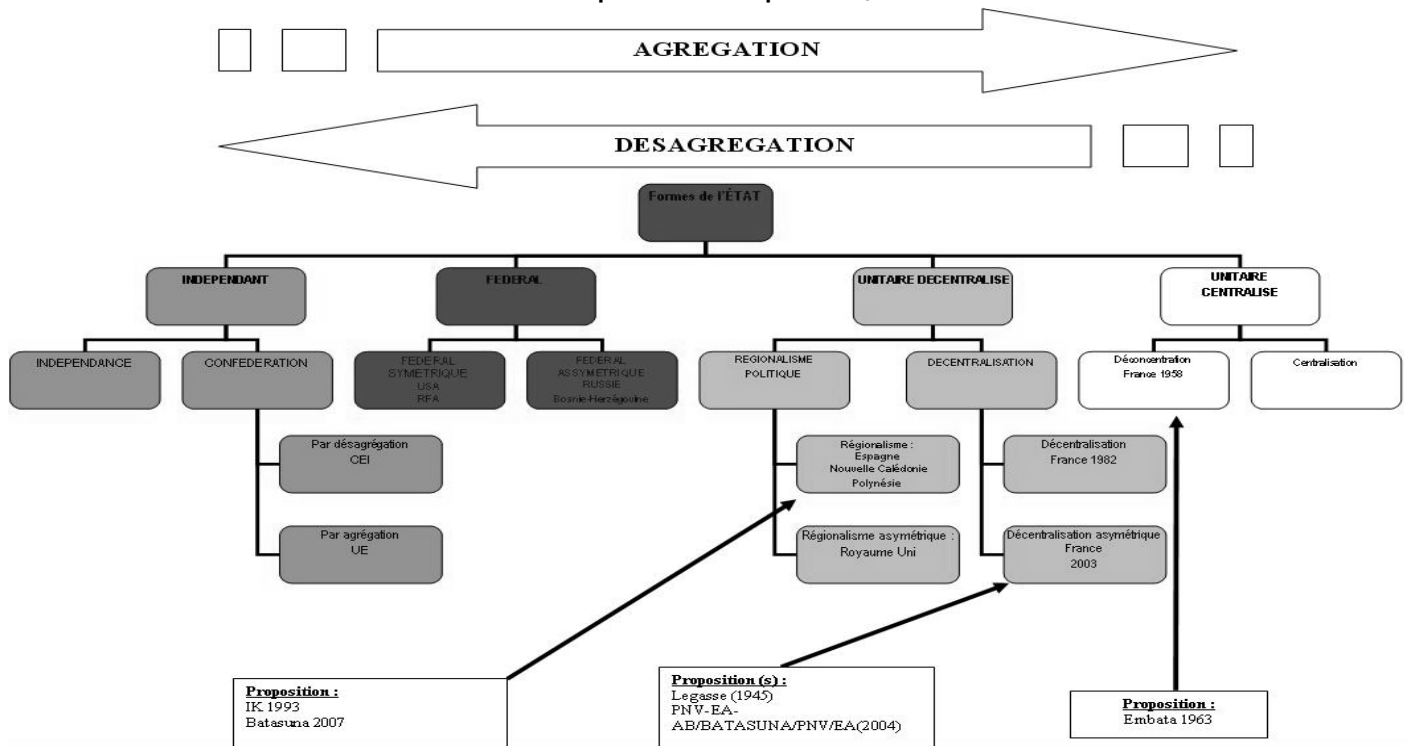 AGREGATION
DESAGREGATION
Formes de l'ÉTAT
INDEPENDANT
FEDERAL
UNITAIRE DECENTRALISE
UNITAIRE
CENTRALISE
INDEPENDANCE
CONFEDERATION
FEDERAL
SYMETRIQUE
USA
RFA
FEDERAL
ASSYMETRIQUE
RUSSIE
Bosnie-Herzégovine
REGIONALISME
POLITIQUE
DECENTRALISATION
Déconcentration
France 1958
Centralisation
Par désagrégation
CEI
Régionalisme :
Espagne
Nouvelle Calédonie
Polynésie
Décentralisation
France 1982
Par agrégation
UE
Régionalisme asymétrique :
Royaume Uni
Décentralisation asymétrique
France
2003
Proposition :
IK 1993
Batasuna 2007
Proposition (s) :
Legasse (1945)
PNV-EA-
AB/BATASUNA/PNV/EA(2004)
Proposition :
Embata 1963